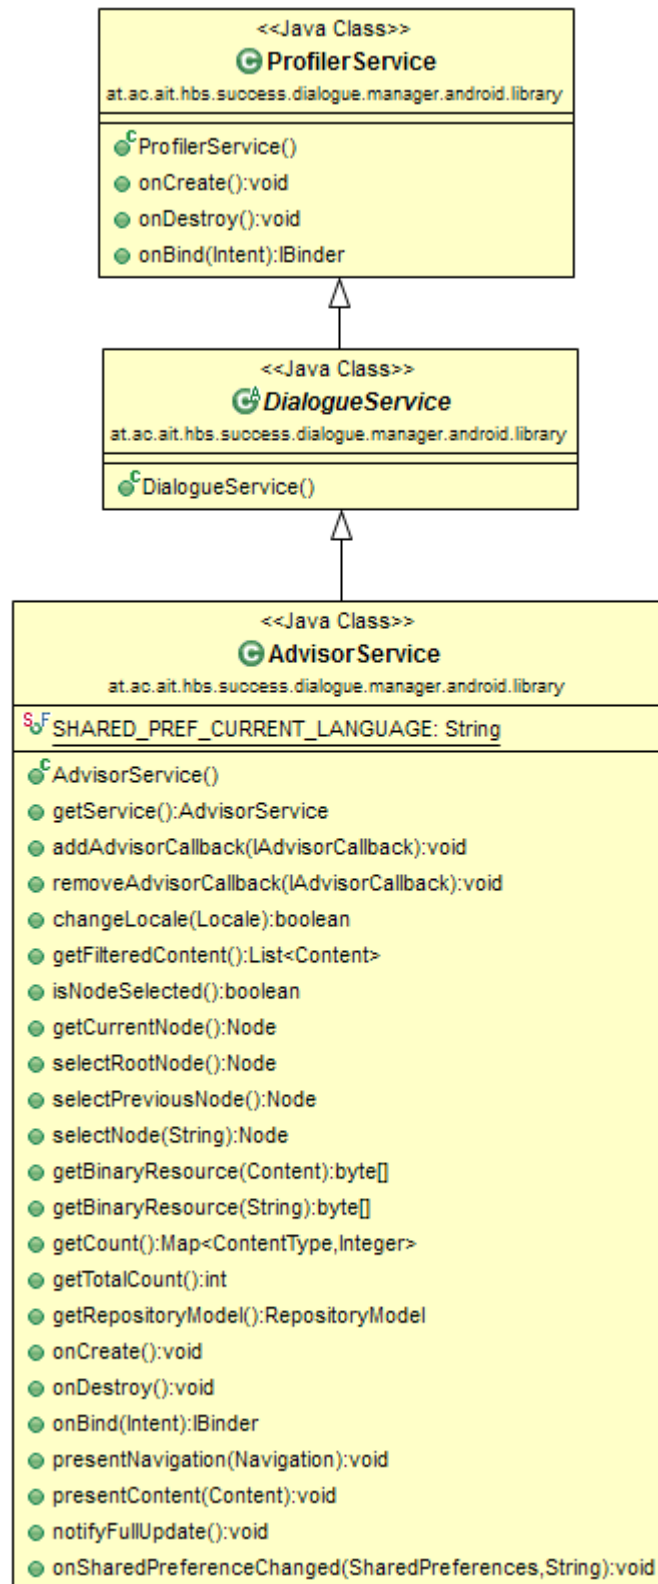 <<Java Class>>
ProfilerService
at.ac.ait.hbs.success.dialogue.manager.android.library
ProfilerService()
onCreate():void
onDestroy():void
onBind(Intent):IBinder
<<Java Class>>
DialogueService
at.ac.ait.hbs.success.dialogue.manager.android.library
DialogueService()
<<Java Class>>
AdvisorService
at.ac.ait.hbs.success.dialogue.manager.android.library
SHARED_PREF_CURRENT_LANGUAGE: String
AdvisorService()
getService():AdvisorService
addAdvisorCallback(IAdvisorCallback):void
removeAdvisorCallback(IAdvisorCallback):void
changeLocale(Locale):boolean
getFilteredContent():List<Content>
isNodeSelected():boolean
getCurrentNode():Node
selectRootNode():Node
selectPreviousNode():Node
selectNode(String):Node
getBinaryResource(Content):byte[]
getBinaryResource(String):byte[]
getCount():Map<ContentType,Integer>
getTotalCount():int
getRepositoryModel():RepositoryModel
onCreate():void
onDestroy():void
onBind(Intent):IBinder
presentNavigation(Navigation):void
presentContent(Content):void
notifyFullUpdate():void
onSharedPreferenceChanged(SharedPreferences,String):void